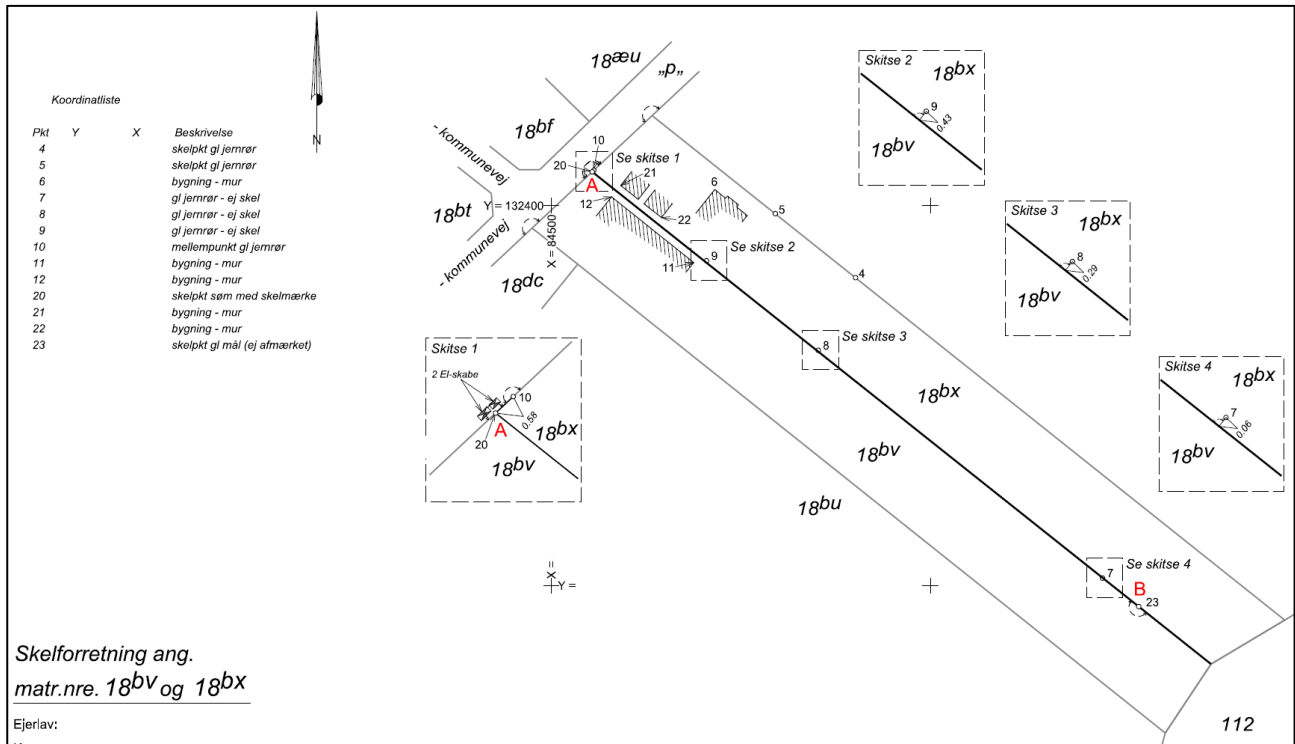 Koordinatliste
Pkt Y X Beskrivelse
4 skelpkt gl jernrør
5 skelpkt gl jernrør
6 bygning - mur
7 gl jernrør - ej skel
8 gl jernrør - ej skel
9 gl jernrør - ej skel
10 mellempunkt gl jernrør
11 bygning - mur
12 bygning - mur
20 skelpkt søm med skelmærke
21 bygning - mur
22 bygning - mur
23 skelpkt gl mål (ej afmærket)
N
18æu
„p„
18bf
- kommunevej
18bt
- kommunevej
18dc
Y = 132400
X = 84500
10
20
A
Se skitse 1
21
12
22
6
5
11
9
Se skitse 2
4
8
Se skitse 3
18bx
18bv
18bu
7
Se skitse 4
B
23
112
X =
Y =
Skitse 1
2 El-skabe
10
0.58
20
A
18bx
18bv
Skitse 2
18bx
9
0.43
18bv
Skitse 3
18bx
8
0.29
18bv
Skitse 4
18bx
7
0.06
18bv
Skelforretning ang.
matr.nre. 18bv og 18bx
Ejerlav: